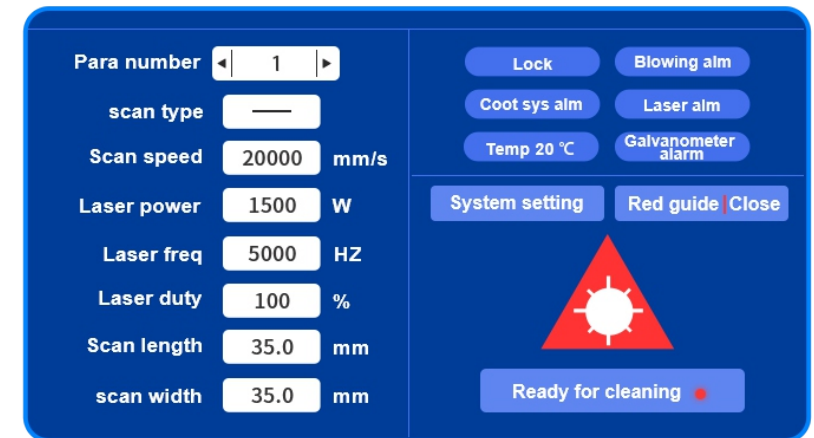 Para number 1
scan type —
Scan speed 20000 mm/s
Laser power 1500 W
Laser freq 5000 HZ
Laser duty 100 %
Scan length 35.0 mm
scan width 35.0 mm
Lock Blowing alm
Coot sys alm Laser alm
Temp 20 ℃ Galvanometer
alarm
System setting Red guide|Close
Ready for cleaning